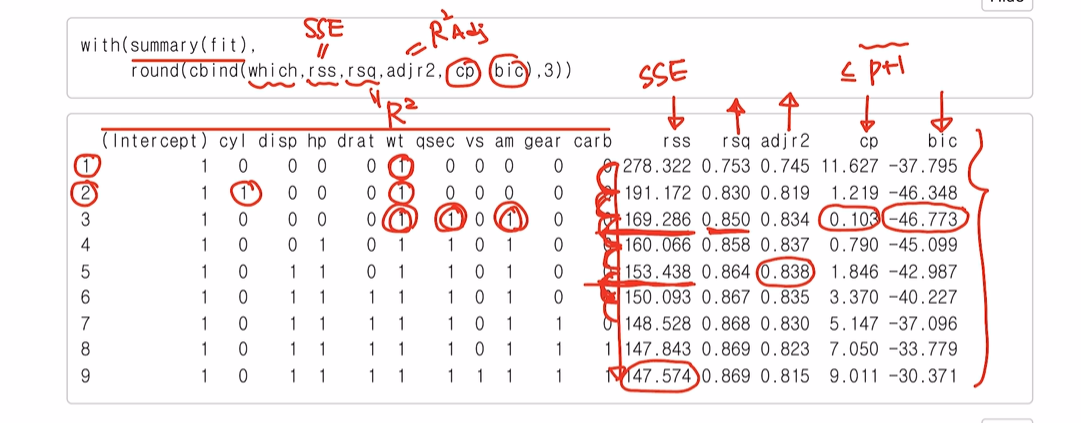 SSE
=R²Adj
with(summary(fit),
round(cbind(which,rss,rsq,adjr2,cp,bic),3))
R²
SSE
≤ p+1
(Intercept) cyl disp hp drat wt qsec vs am gear carb rss rsq adjr2 cp bic
1 1 0 0 0 0 1 0 0 0 0 0 278.322 0.753 0.745 11.627 -37.795
2 1 1 0 0 0 1 0 0 0 0 0 191.172 0.830 0.819 1.219 -46.348
3 1 0 0 0 0 1 1 0 1 0 0 169.286 0.850 0.834 0.103 -46.773
4 1 0 0 1 0 1 1 0 1 0 0 160.066 0.858 0.837 0.790 -45.099
5 1 0 1 1 0 1 1 0 1 0 0 153.438 0.864 0.838 1.846 -42.987
6 1 0 1 1 1 1 1 0 1 0 0 150.093 0.867 0.835 3.370 -40.227
7 1 0 1 1 1 1 1 0 1 1 0 148.528 0.868 0.830 5.147 -37.096
8 1 0 1 1 1 1 1 0 1 1 1 147.843 0.869 0.823 7.050 -33.779
9 1 0 1 1 1 1 1 1 1 1 1 147.574 0.869 0.815 9.011 -30.371